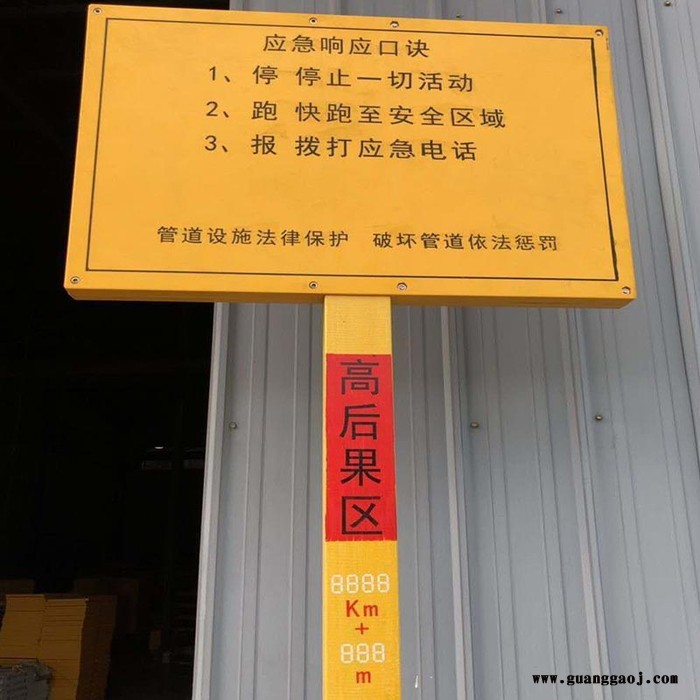 应急响应口诀
1、停 停止一切活动
2、跑 快跑至安全区域
3、报 拨打应急电话
管道设施法律保护 破坏管道依法惩罚
高
后
果
区
8888
Km
+
888
m
www.guanggaoj.com